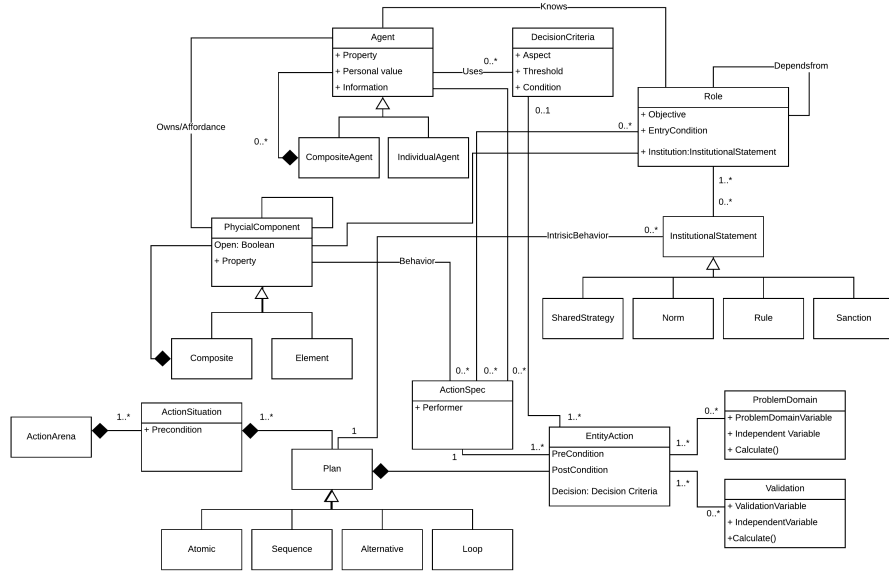 Knows
Agent
+ Property
+ Personal value
+ Information
Uses
0..*
DecisionCriteria
+ Aspect
+ Threshold
+ Condition
0..1
Dependsfrom
Role
+ Objective
+ EntryCondition
+ Institution:InstitutionalStatement
0..*
Owns/Affordance
0..*
CompositeAgent
IndividualAgent
1..*
0..*
PhycialComponent
Open: Boolean
+ Property
IntrisicBehavior
0..*
InstitutionalStatement
Behavior
SharedStrategy
Norm
Rule
Sanction
Composite
Element
0..*
0..*
0..*
ActionSpec
+ Performer
ActionArena
1..*
ActionSituation
+ Precondition
1..*
1
Plan
1
1..*
1..*
EntityAction
PreCondition
PostCondition
Decision: Decision Criteria
1..*
0..*
ProblemDomain
+ ProblemDomainVariable
+ Independent Variable
+ Calculate()
1..*
0..*
Validation
+ ValidationVariable
+ IndependentVariable
+Calculate()
Atomic
Sequence
Alternative
Loop